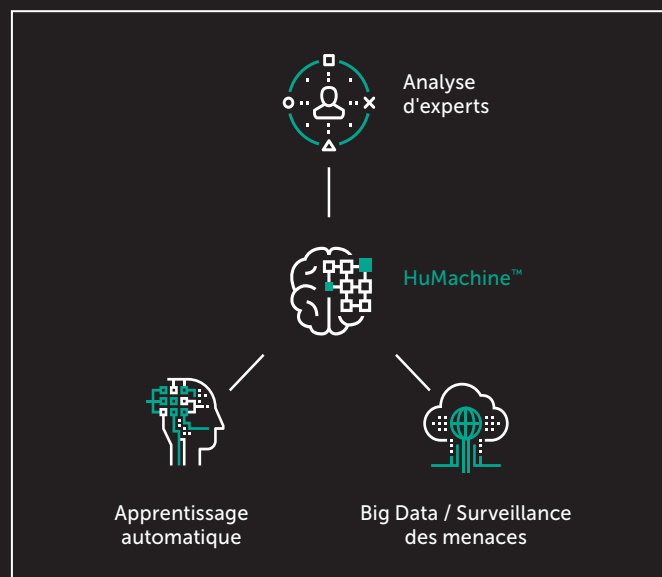 Analyse
d'experts
HuMachine™
Apprentissage
automatique
Big Data / Surveillance
des menaces